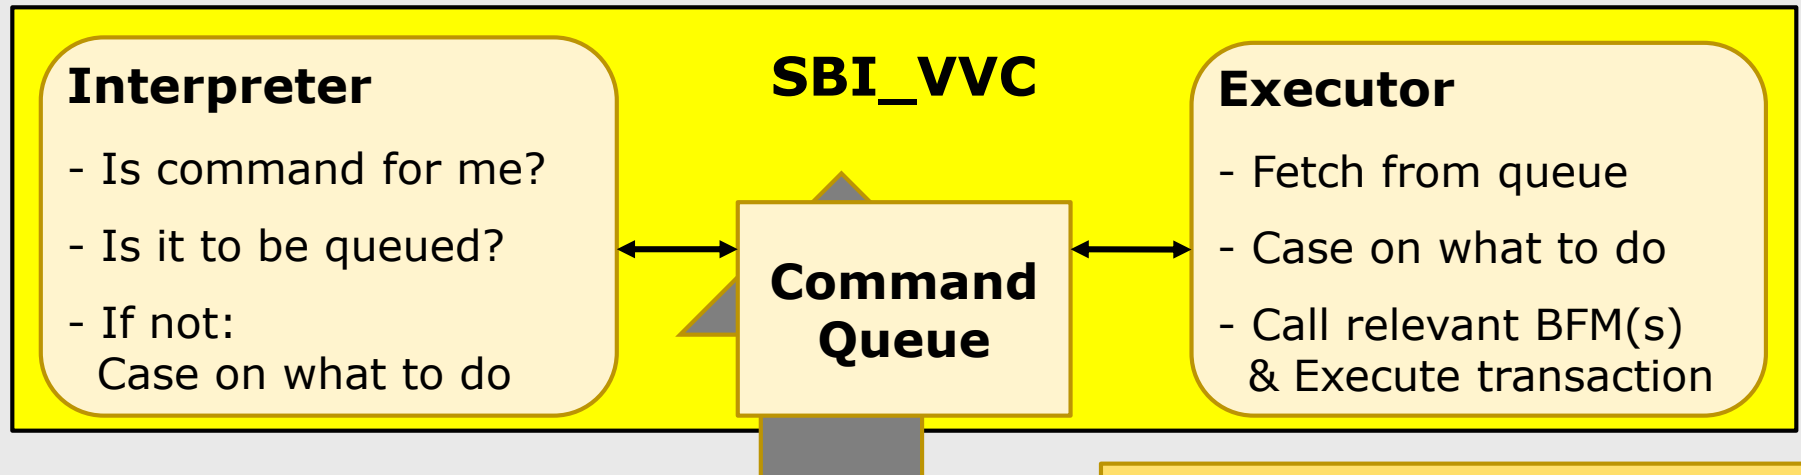 SBI_VVC
Interpreter
- Is command for me?
- Is it to be queued?
- If not:
Case on what to do
Command
Queue
Executor
- Fetch from queue
- Case on what to do
- Call relevant BFM(s)
& Execute transaction